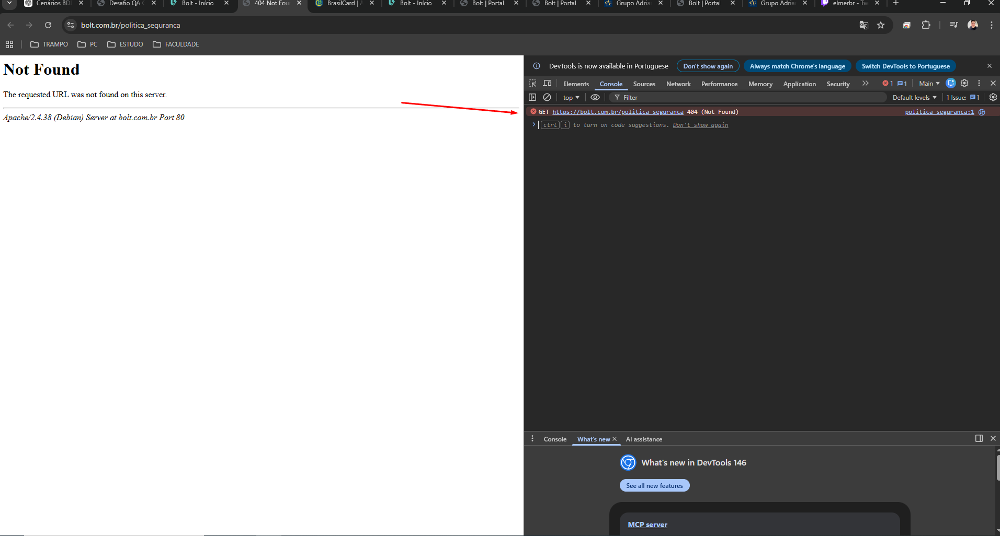 Cenários BD
Desafio QA
Bolt - Início
404 Not Fou
BrasilCard |
Bolt - Início
Bolt | Portal
Bolt | Portal
Grupo Adria
Bolt | Portal
Grupo Adria
elmerbr - Tw
bolt.com.br/politica_seguranca
TRAMPO
PC
ESTUDO
FACULDADE
Not Found
The requested URL was not found on this server.
Apache/2.4.38 (Debian) Server at bolt.com.br Port 80
DevTools is now available in Portuguese
Don't show again
Always match Chrome's language
Switch DevTools to Portuguese
Elements
Console
Sources
Network
Performance
Memory
Application
Security
1
1
Main
top
Filter
Default levels
1 Issue: 1
GET https://bolt.com.br/politica_seguranca 404 (Not Found)
politica_seguranca:1
ctrl i to turn on code suggestions. Don't show again
Console
What's new
AI assistance
What's new in DevTools 146
See all new features
MCP server